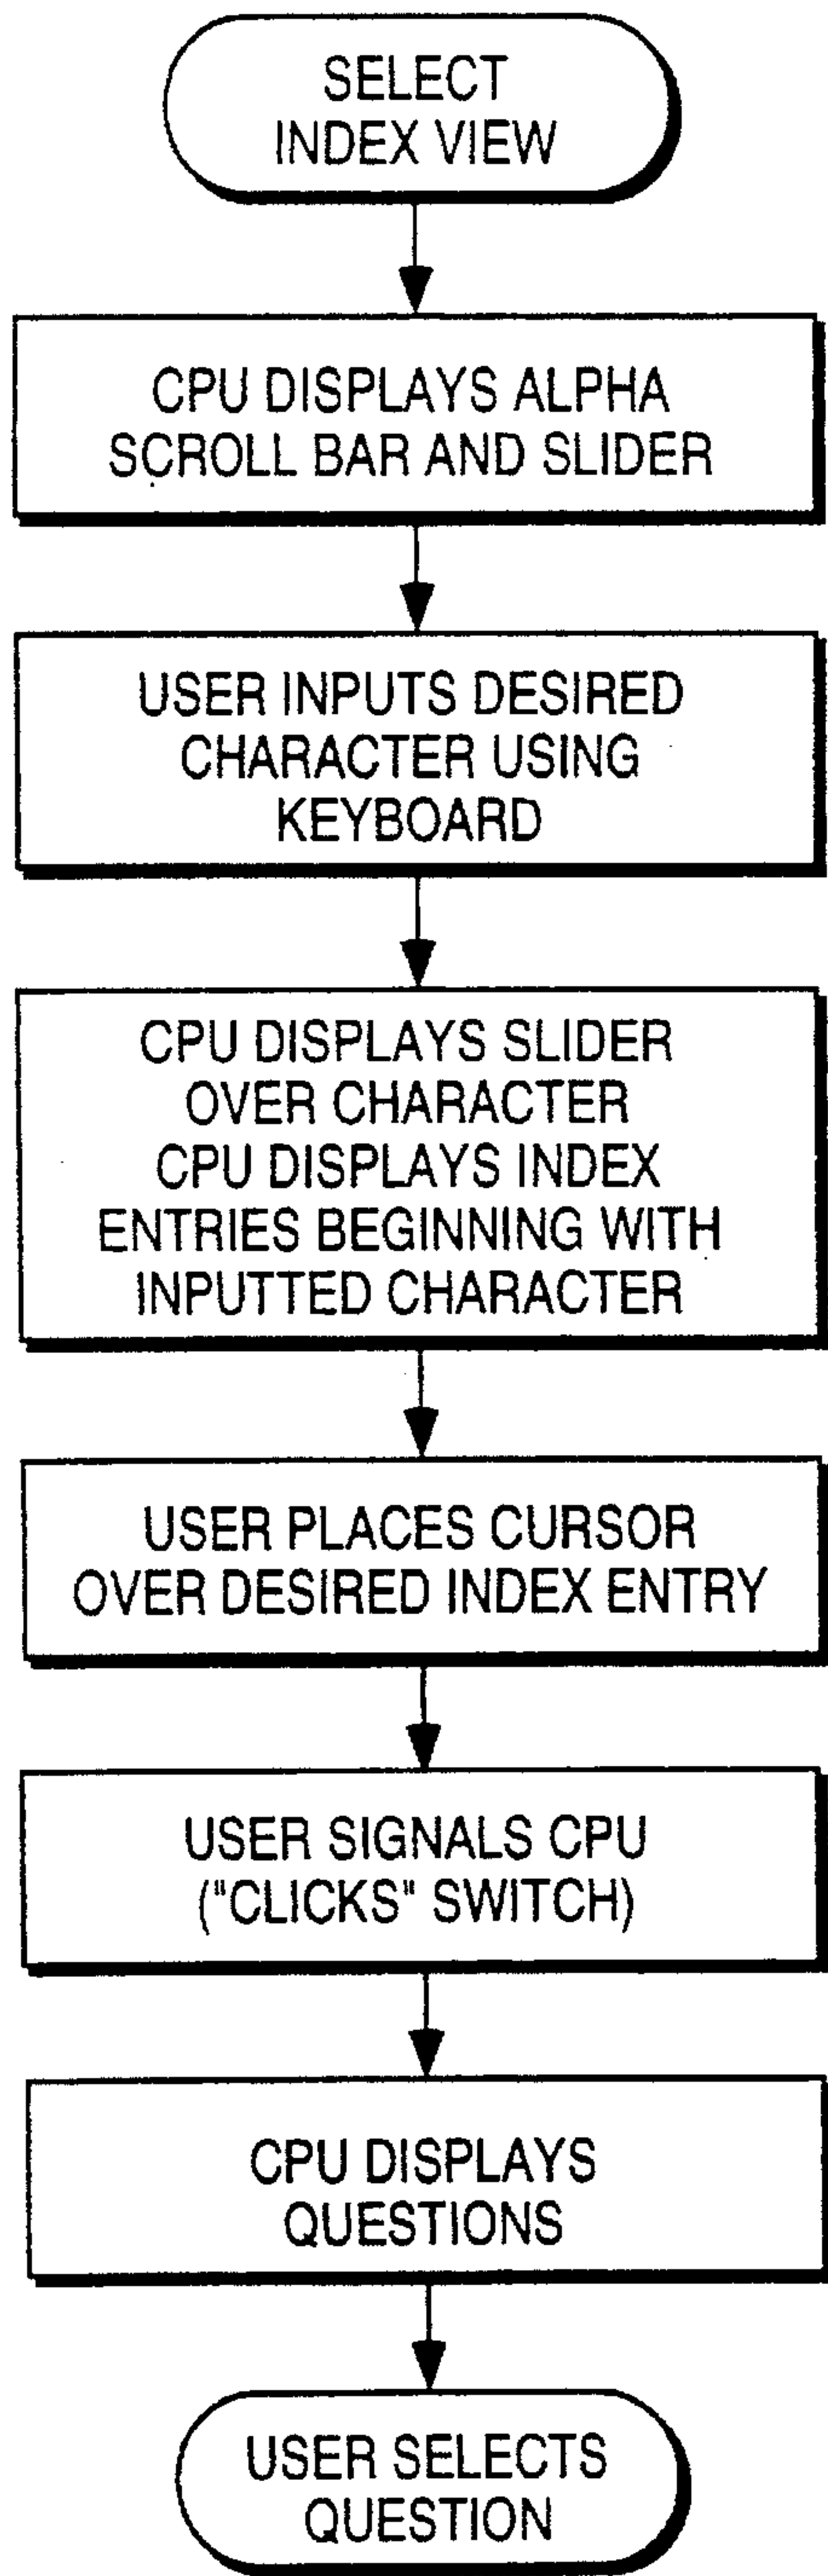 SELECT
INDEX VIEW
CPU DISPLAYS ALPHA
SCROLL BAR AND SLIDER
USER INPUTS DESIRED
CHARACTER USING
KEYBOARD
CPU DISPLAYS SLIDER
OVER CHARACTER
CPU DISPLAYS INDEX
ENTRIES BEGINNING WITH
INPUTTED CHARACTER
USER PLACES CURSOR
OVER DESIRED INDEX ENTRY
USER SIGNALS CPU
("CLICKS" SWITCH)
CPU DISPLAYS
QUESTIONS
USER SELECTS
QUESTION